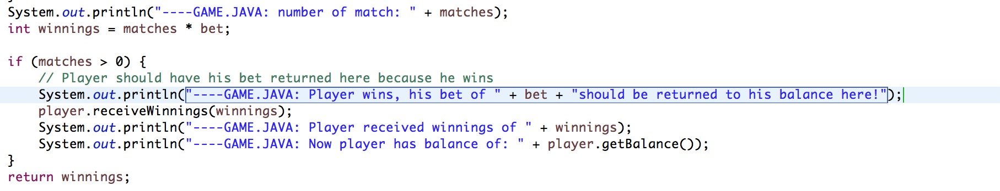 }
System.out.println("----GAME.JAVA: number of match: " + matches);
int winnings = matches * bet;
if (matches > 0) {
// Player should have his bet returned here because he wins
System.out.println("----GAME.JAVA: Player wins, his bet of " + bet + "should be returned to his balance here!");
player.receiveWinnings(winnings);
System.out.println("----GAME.JAVA: Player received winnings of " + winnings);
System.out.println("----GAME.JAVA: Now player has balance of: " + player.getBalance());
}
return winnings;